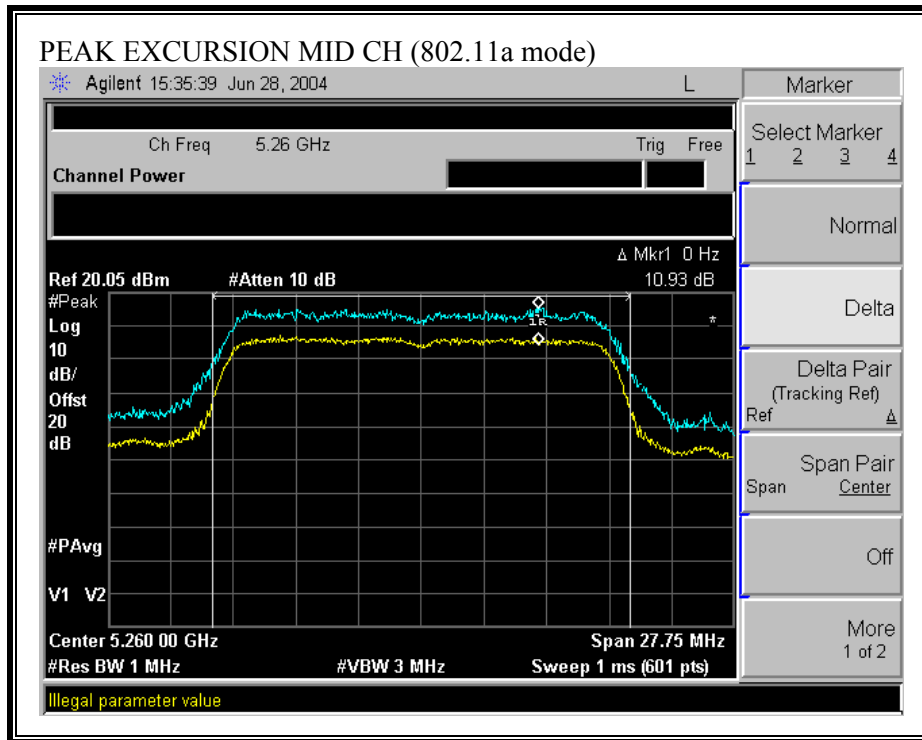 PEAK EXCURSION MID CH (802.11a mode)
Agilent 15:35:39 Jun 28, 2004 L
Marker
Ch Freq 5.26 GHz Trig Free
Channel Power
Select Marker
1 2 3 4
Normal
Δ Mkr1 0 Hz
Ref 20.05 dBm #Atten 10 dB 10.93 dB
#Peak
Log
10
dB/
Offst
20
dB
1R
*
Delta
Delta Pair
(Tracking Ref)
Ref Δ
Span Pair
Span Center
#PAvg
Off
V1 V2
Center 5.260 00 GHz Span 27.75 MHz
#Res BW 1 MHz #VBW 3 MHz Sweep 1 ms (601 pts)
More
1 of 2
Illegal parameter value